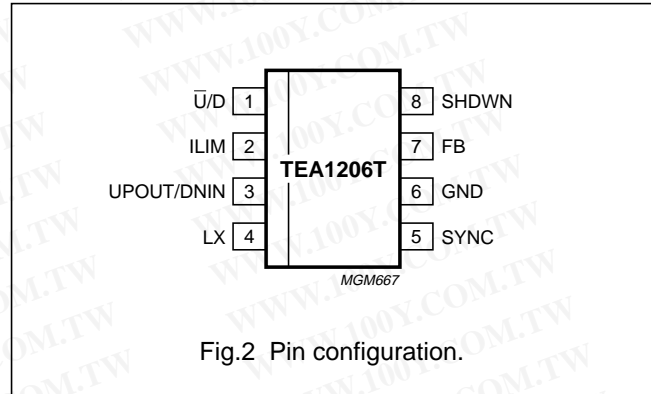 U̅/D 1
ILIM 2
UPOUT/DNIN 3
LX 4
TEA1206T
8 SHDWN
7 FB
6 GND
5 SYNC
MGM667
Fig.2 Pin configuration.
WWW.100Y.COM.TW